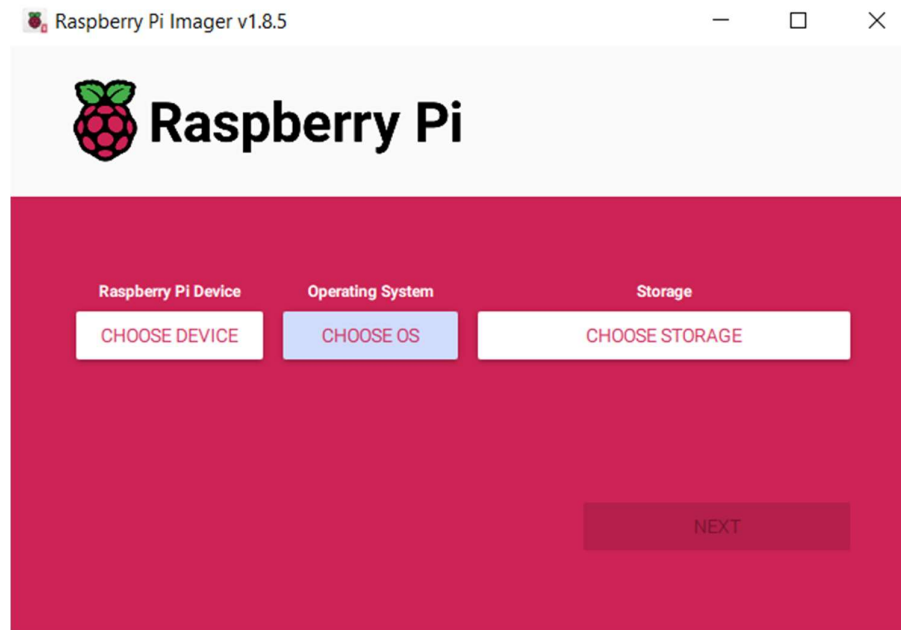 Raspberry Pi Imager v1.8.5
Raspberry Pi
Raspberry Pi Device
Operating System
Storage
CHOOSE DEVICE
CHOOSE OS
CHOOSE STORAGE
NEXT